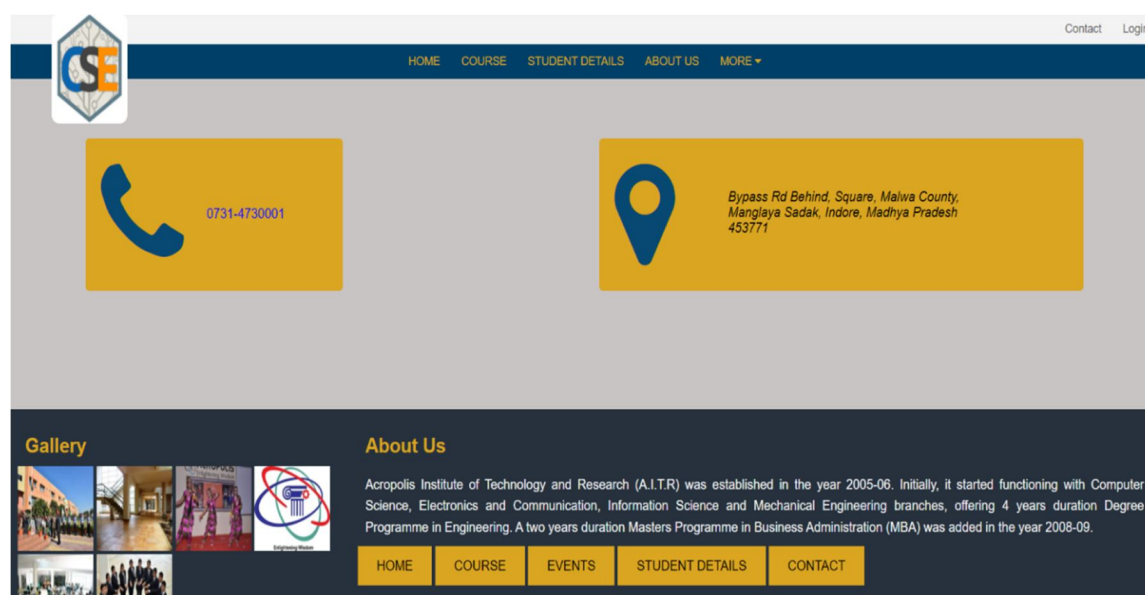 Contact Login
CSE
HOME COURSE STUDENT DETAILS ABOUT US MORE
0731-4730001
Bypass Rd Behind, Square, Malwa County,
Manglaya Sadak, Indore, Madhya Pradesh
453771
Gallery
Enlightening Wisdom
About Us
Acropolis Institute of Technology and Research (A.I.T.R) was established in the year 2005-06. Initially, it started functioning with Computer
Science, Electronics and Communication, Information Science and Mechanical Engineering branches, offering 4 years duration Degree
Programme in Engineering. A two years duration Masters Programme in Business Administration (MBA) was added in the year 2008-09.
HOME COURSE EVENTS STUDENT DETAILS CONTACT